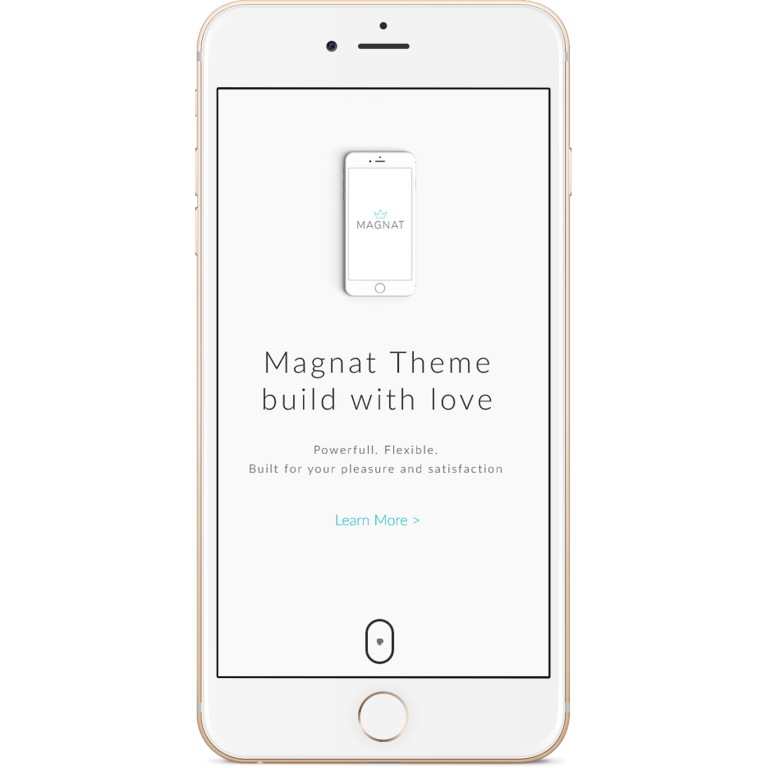 MAGNAT
Magnat Theme
build with love
Powerfull. Flexible.
Built for your pleasure and satisfaction
Learn More >